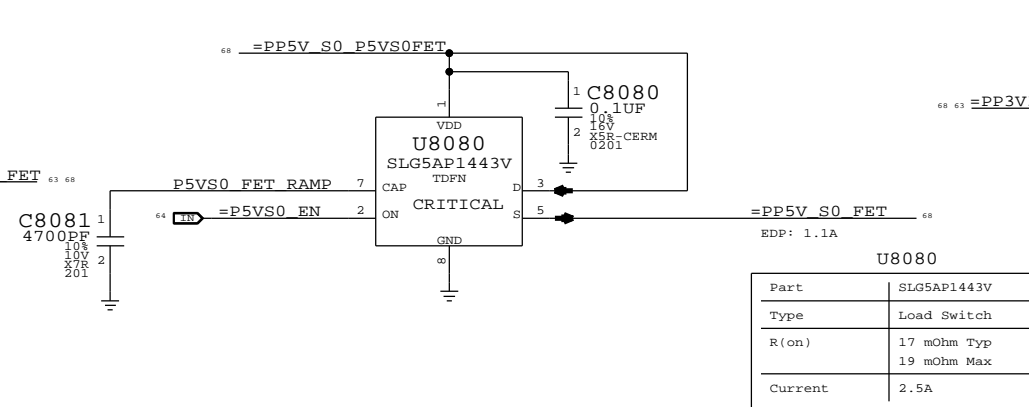 68 =PP5V_S0_P5VS0FET
1 C8080
0.1UF
10%
16V
2 X5R-CERM
0201
68 63 =PP3V
1
VDD
U8080
SLG5AP1443V
TDFN
FET 63 68
P5VS0_FET_RAMP 7 CAP D 3
CRITICAL
64 IN =P5VS0_EN 2 ON S 5 =PP5V_S0_FET 68
EDP: 1.1A
C8081 1
4700PF
10%
10V
X7R 2
201
GND
8
U8080
Part SLG5AP1443V
Type Load Switch
R(on) 17 mOhm Typ
19 mOhm Max
Current 2.5A